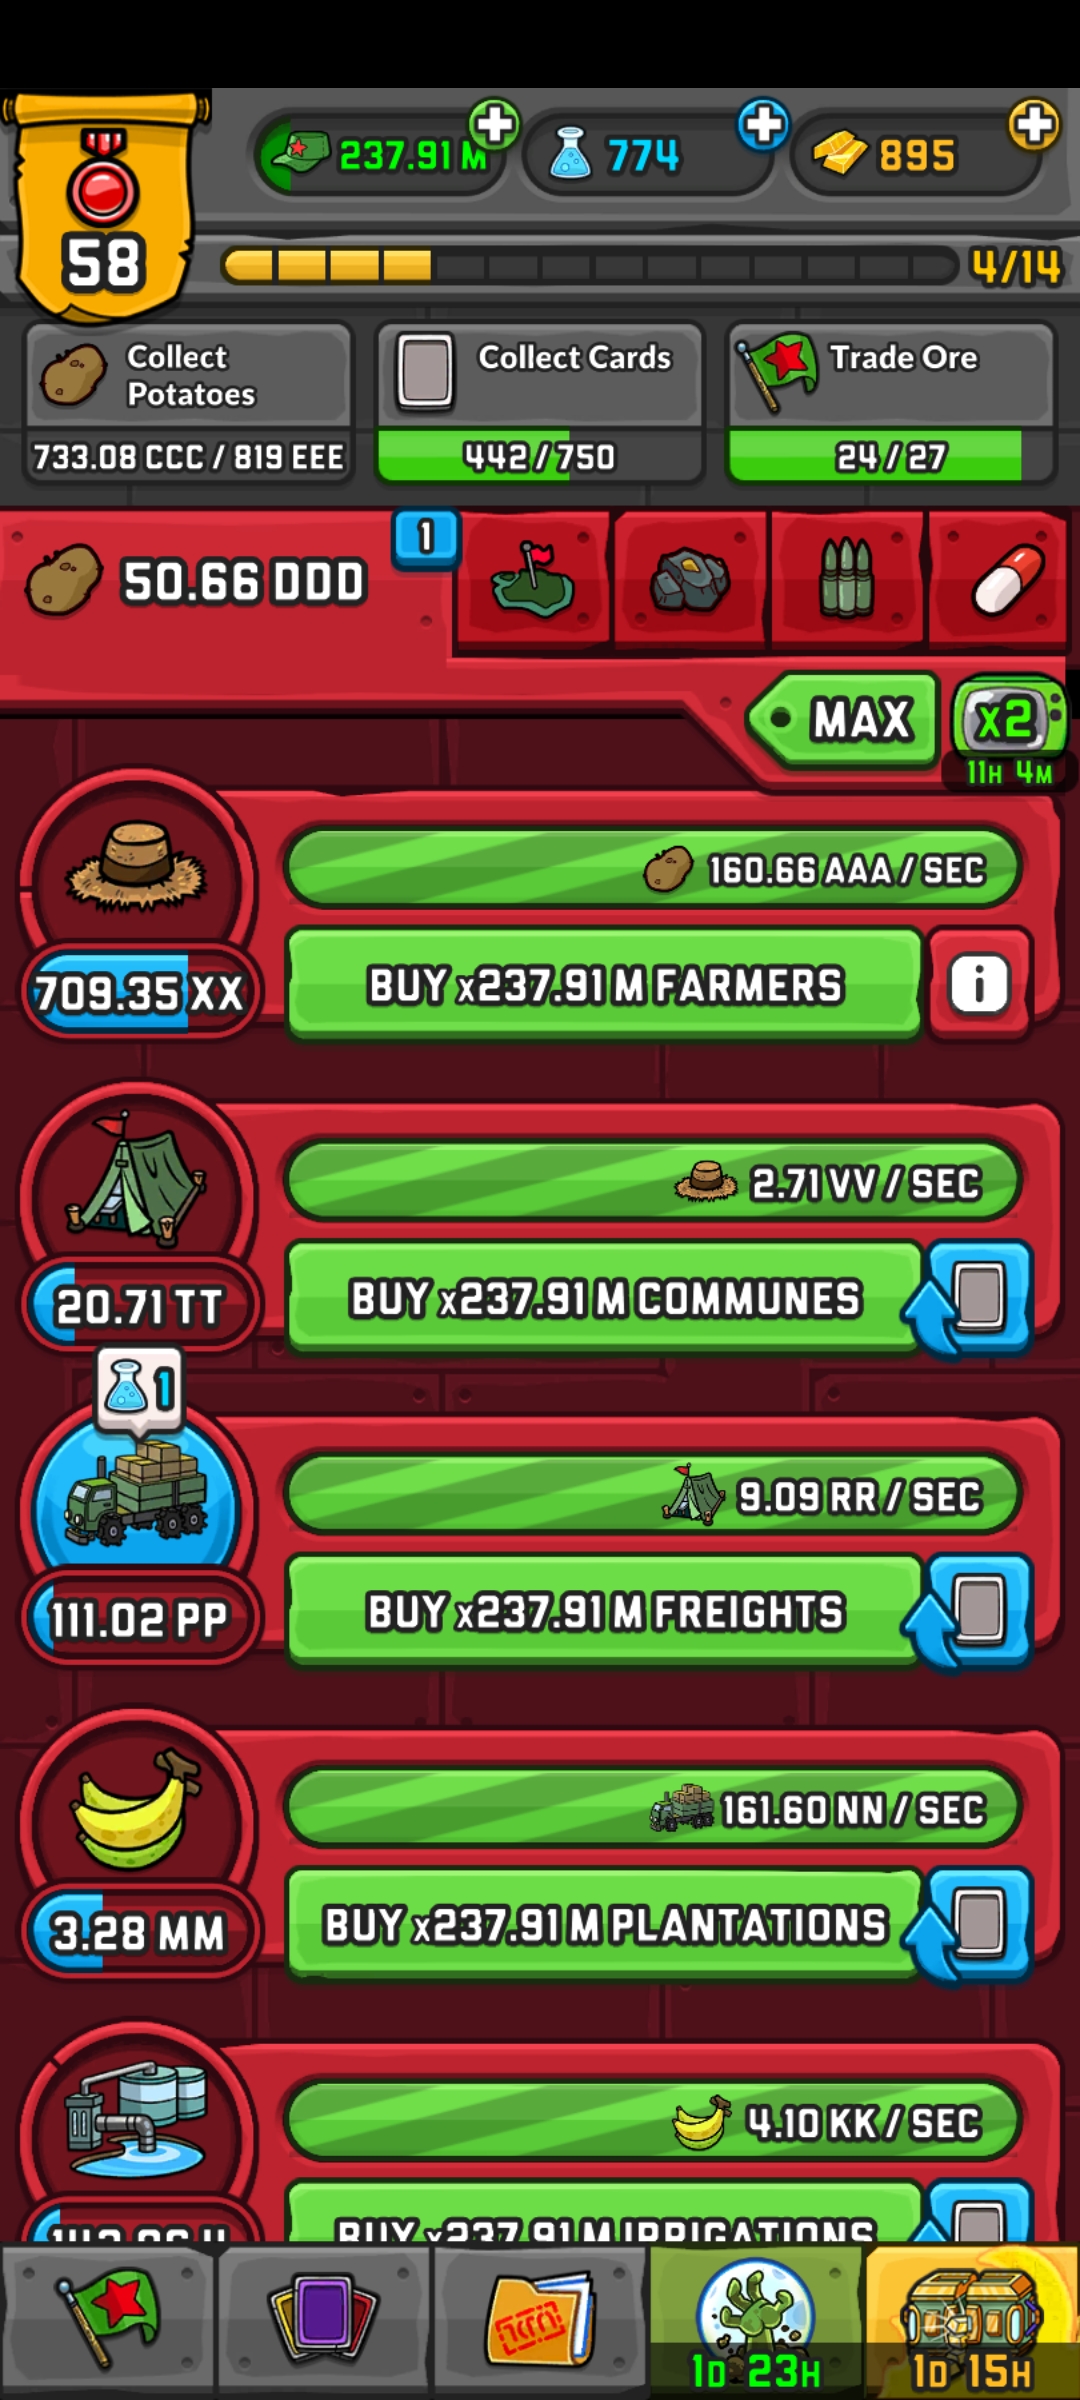 237.91 M
774
895
58
4/14
Collect
Potatoes
733.08 CCC / 819 EEE
Collect Cards
442/750
Trade Ore
24/27
50.66 DDD
1
MAX
x2
11H 4M
160.66 AAA / SEC
709.35 XX
BUY x237.91 M FARMERS
i
2.71 VV / SEC
20.71 TT
BUY x237.91 M COMMUNES
1
9.09 RR / SEC
111.02 PP
BUY x237.91 M FREIGHTS
161.60 NN / SEC
3.28 MM
BUY x237.91 M PLANTATIONS
4.10 KK / SEC
BUY x237.91 M IRRIGATIONS
1D 23H
1D 15H